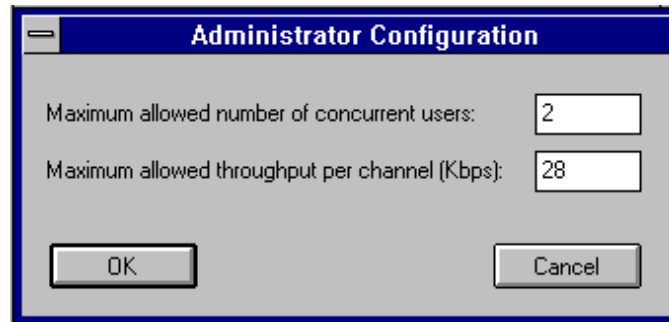 Administrator Configuration
Maximum allowed number of concurrent users: 2
Maximum allowed throughput per channel (Kbps): 28
OK Cancel